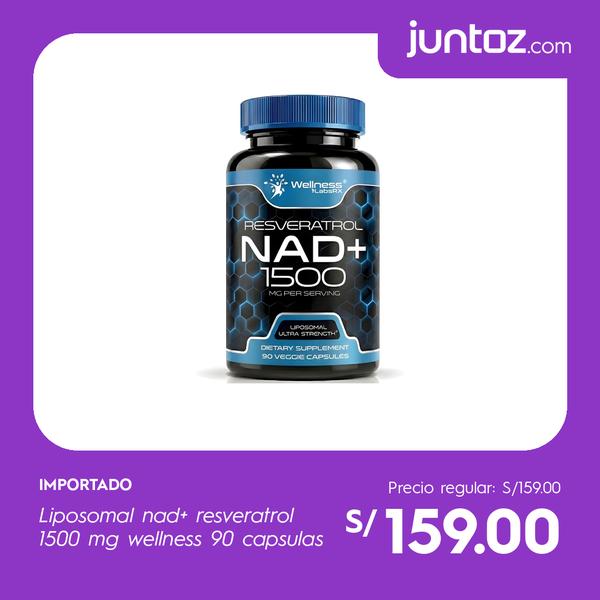 juntoz.com
Wellness®
LabsRX
RESVERATROL
NAD+
1500
MG PER SERVING
LIPOSOMAL
ULTRA STRENGTH*
DIETARY SUPPLEMENT
90 VEGGIE CAPSULES
IMPORTADO
Liposomal nad+ resveratrol
1500 mg wellness 90 capsulas
Precio regular: S/159.00
S/159.00